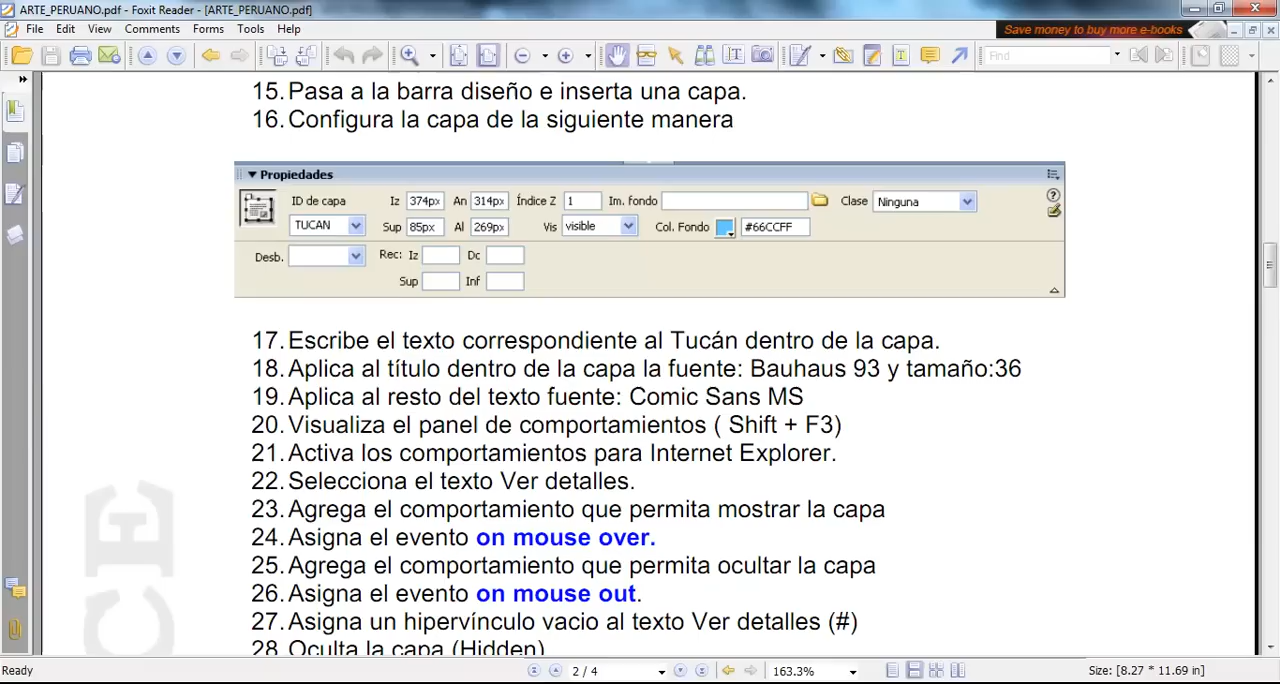 ARTE_PERUANO.pdf - Foxit Reader - [ARTE_PERUANO.pdf]
File Edit View Comments Forms Tools Help
Save money to buy more e-books
Find
15. Pasa a la barra diseño e inserta una capa.
16. Configura la capa de la siguiente manera
Propiedades
ID de capa Iz 374px An 314px Índice Z 1 Im. fondo Clase Ninguna
TUCAN Sup 85px Al 269px Vis visible Col. Fondo #66CCFF
Desb. Rec: Iz Dc
Sup Inf
17. Escribe el texto correspondiente al Tucán dentro de la capa.
18. Aplica al título dentro de la capa la fuente: Bauhaus 93 y tamaño:36
19. Aplica al resto del texto fuente: Comic Sans MS
20. Visualiza el panel de comportamientos ( Shift + F3)
21. Activa los comportamientos para Internet Explorer.
22. Selecciona el texto Ver detalles.
23. Agrega el comportamiento que permita mostrar la capa
24. Asigna el evento on mouse over.
25. Agrega el comportamiento que permita ocultar la capa
26. Asigna el evento on mouse out.
27. Asigna un hipervínculo vacio al texto Ver detalles (#)
28. Oculta la capa (Hidden)
CE
Ready 2 / 4 163.3% Size: [8.27 * 11.69 in]